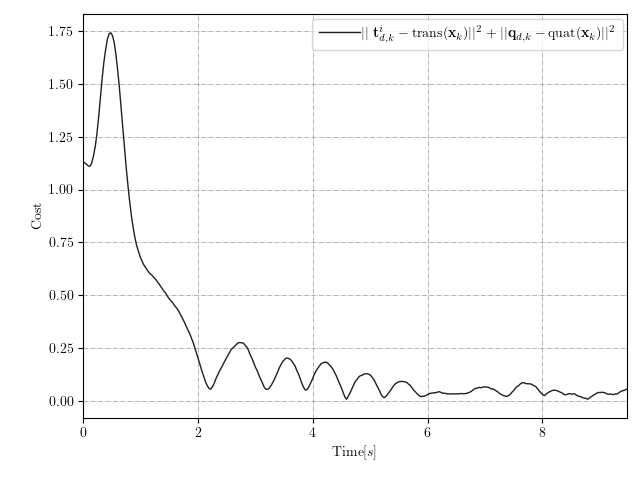 || t^i_{d,k} − trans(x_k)||^2 + ||q_{d,k} − quat(x_k)||^2
1.75
1.50
1.25
1.00
0.75
0.50
0.25
0.00
Cost
0 2 4 6 8
Time[s]